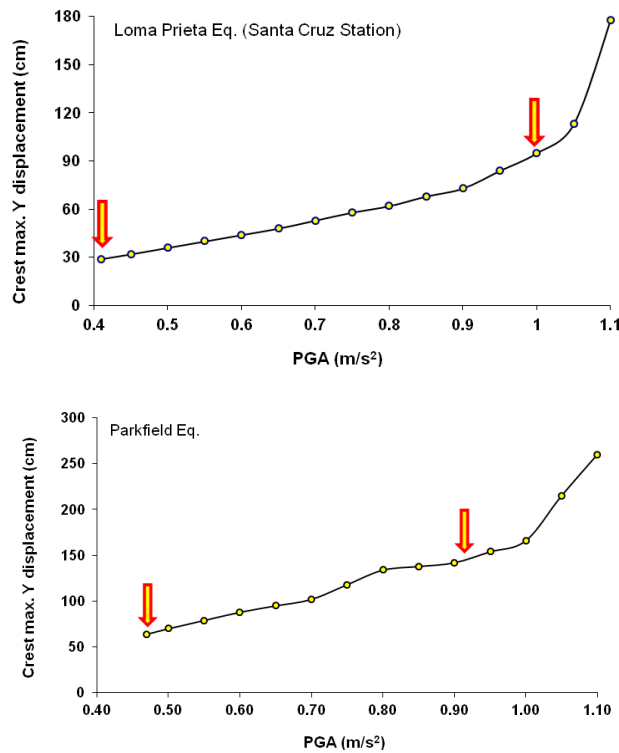 Loma Prieta Eq. (Santa Cruz Station)
Crest max. Y displacement (cm)
180
150
120
90
60
30
0
0.4 0.5 0.6 0.7 0.8 0.9 1 1.1
PGA (m/s²)
Parkfield Eq.
Crest max. Y displacement (cm)
300
250
200
150
100
50
0
0.40 0.50 0.60 0.70 0.80 0.90 1.00 1.10
PGA (m/s²)